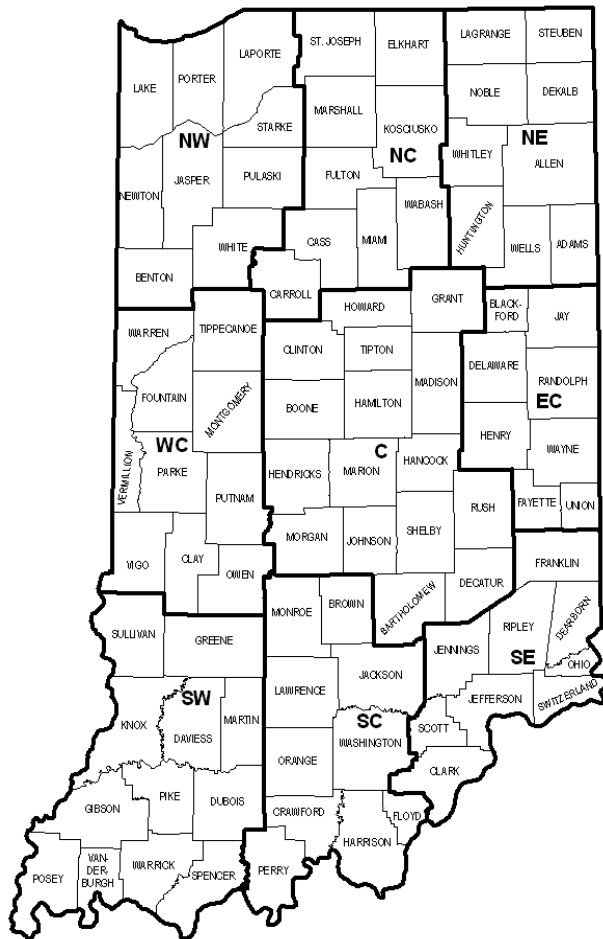 LAKE
PORTER
LAPORTE
ST. JOSEPH
ELKHART
LAGRANGE
STEUBEN
NOBLE
DEKALB
MARSHALL
KOSCIUSKO
STARKE
NW
NC
NE
WHITLEY
ALLEN
NEWTON
JASPER
PULASKI
FULTON
WABASH
HUNTINGTON
WELLS
ADAMS
WHITE
CASS
MIAMI
BENTON
CARROLL
GRANT
HOWARD
BLACK-
FORD
JAY
WARREN
TIPPECANOE
CLINTON
TIPTON
DELAWARE
RANDOLPH
MADISON
FOUNTAIN
MONTGOMERY
BOONE
HAMILTON
EC
WC
C
HENRY
WAYNE
VERMILLION
PARKE
HENDRICKS
MARION
HANCOCK
PUTNAM
FAYETTE
UNION
RUSH
SHELBY
MORGAN
JOHNSON
VIGO
CLAY
OWEN
FRANKLIN
DECATUR
BARTHOLOMEW
MONROE
BROWN
RIPLEY
DEARBORN
SULLIVAN
GREENE
JENNINGS
SE
OHIO
JACKSON
LAWRENCE
SWITZERLAND
JEFFERSON
SW
SC
KNOX
DAVIESS
MARTIN
SCOTT
WASHINGTON
ORANGE
CLARK
PIKE
DUBOIS
GIBSON
CRAWFORD
FLOYD
HARRISON
VAN-
DER-
BURGH
WARRICK
PERRY
POSEY
SPENCER